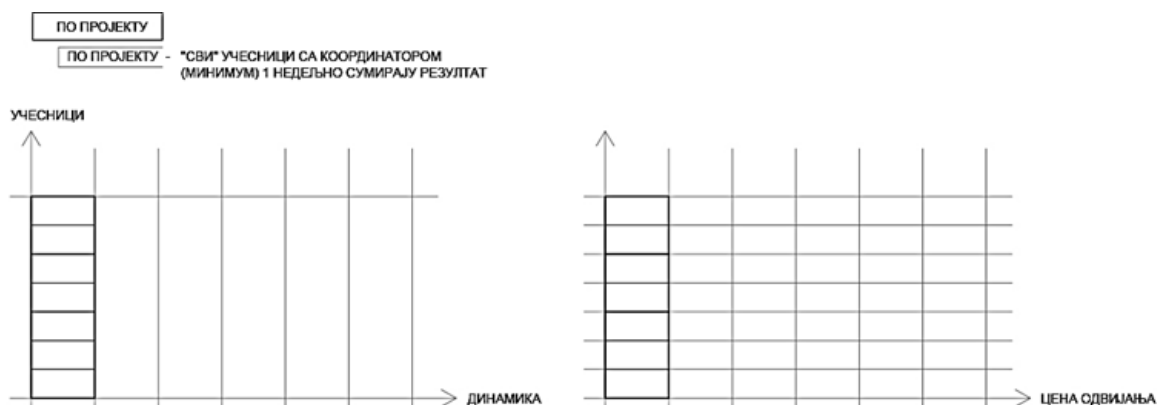 ПО ПРОЈЕКТУ
ПО ПРОЈЕКТУ - "СВИ" УЧЕСНИЦИ СА КООРДИНАТОРОМ
(МИНИМУМ) 1 НЕДЕЉНО СУМИРАЈУ РЕЗУЛТАТ
УЧЕСНИЦИ
ДИНАМИКА
ЦЕНА ОДВИЈАЊА